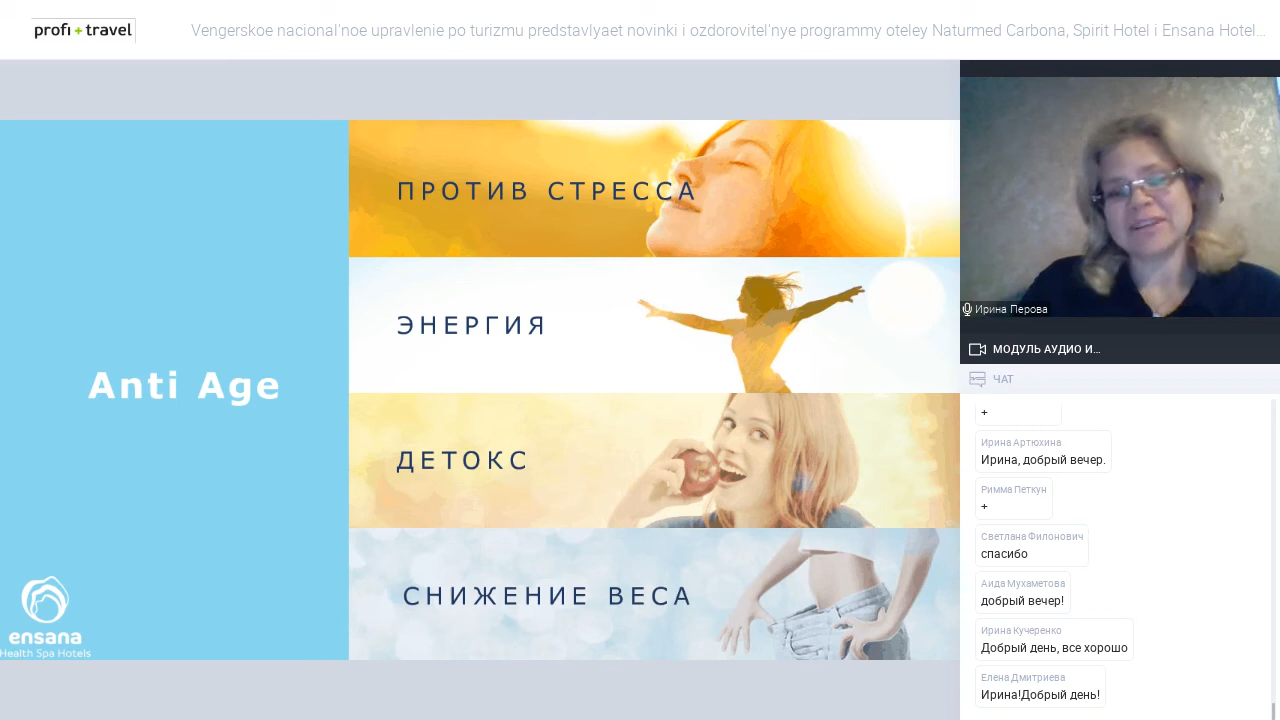 profi + travel
Vengerskoe nacional'noe upravlenie po turizmu predstavlyaet novinki i ozdorovitel'nye programmy oteley Naturmed Carbona, Spirit Hotel i Ensana Hotel...
Anti Age
ensana
Health Spa Hotels
ПРОТИВ СТРЕССА
ЭНЕРГИЯ
ДЕТОКС
СНИЖЕНИЕ ВЕСА
Ирина Перова
МОДУЛЬ АУДИО И...
ЧАТ
+
Ирина Артюхина
Ирина, добрый вечер.
Римма Петкун
+
Светлана Филонович
спасибо
Аида Мухаметова
добрый вечер!
Ирина Кучеренко
Добрый день, все хорошо
Елена Дмитриева
Ирина!Добрый день!